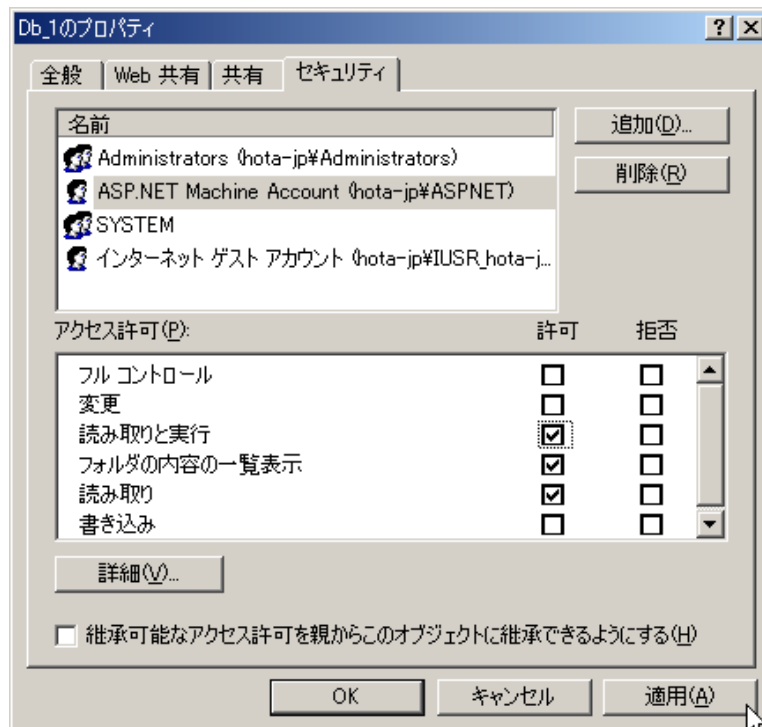 Db_1のプロパティ
全般 Web 共有 共有 セキュリティ
名前
追加(D)...
Administrators (hota-jp¥Administrators)
削除(R)
ASP.NET Machine Account (hota-jp¥ASPNET)
SYSTEM
インターネット ゲスト アカウント (hota-jp¥IUSR_hota-j...
アクセス許可(P): 許可 拒否
フル コントロール
変更
読み取りと実行
フォルダの内容の一覧表示
読み取り
書き込み
詳細(V)...
継承可能なアクセス許可を親からこのオブジェクトに継承できるようにする(H)
OK キャンセル 適用(A)